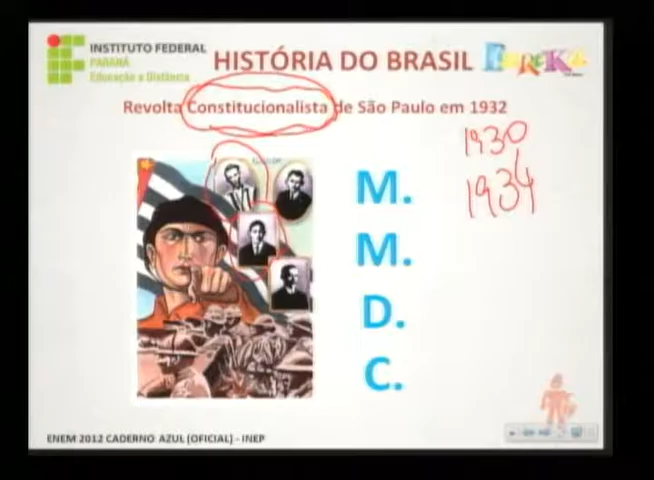 INSTITUTO FEDERAL
PARANÁ
Educação a Distância
HISTÓRIA DO BRASIL
EUREKA
Revolta Constitucionalista de São Paulo em 1932
1930
1934
M.
M.
D.
C.
ENEM 2012 CADERNO AZUL (OFICIAL) - INEP